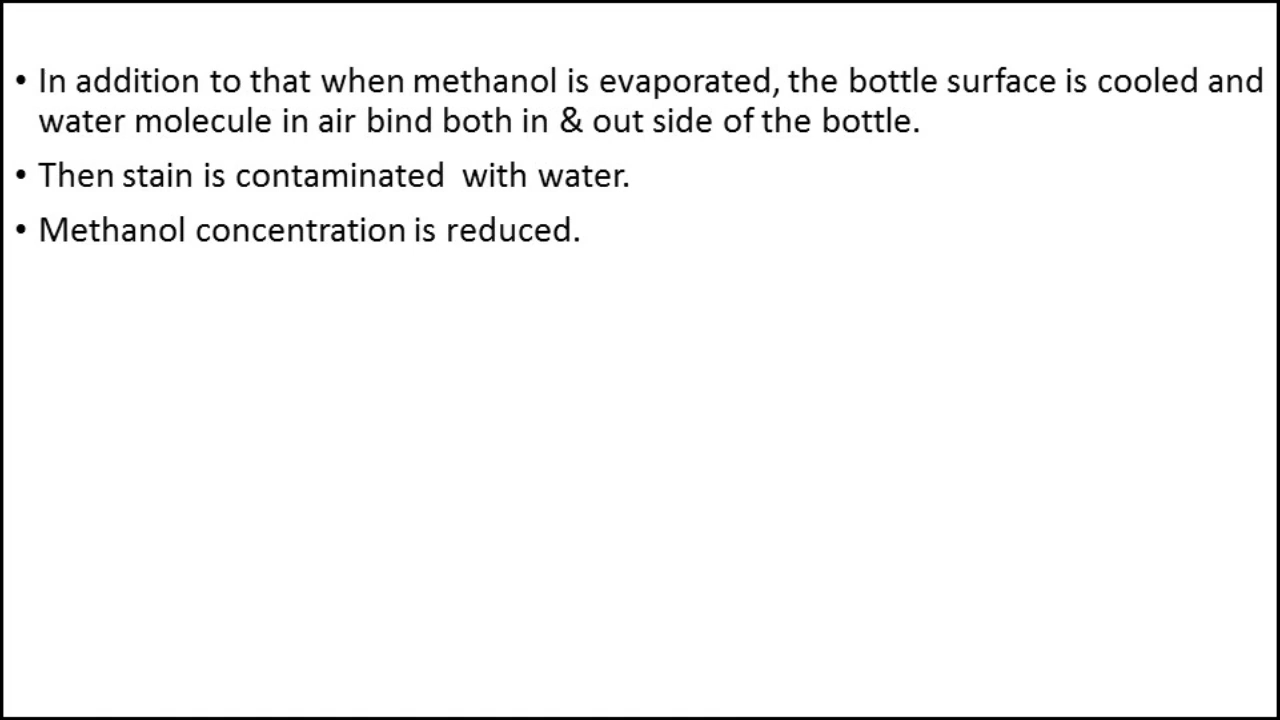 • In addition to that when methanol is evaporated, the bottle surface is cooled and
water molecule in air bind both in & out side of the bottle.
• Then stain is contaminated  with water.
• Methanol concentration is reduced.